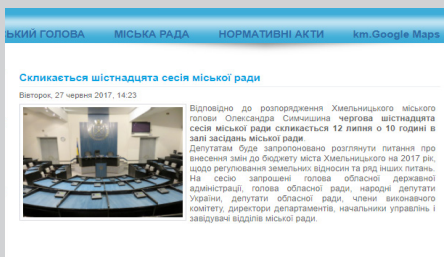 ЬКИЙ ГОЛОВА МІСЬКА РАДА НОРМАТИВНІ АКТИ km.Google Maps
Скликається шістнадцята сесія міської ради
Вівторок, 27 червня 2017, 14:23
Відповідно до розпорядження Хмельницького міського
голови Олександра Симчишина чергова шістнадцята
сесія міської ради скликається 12 липня о 10 годині в
залі засідань міської ради.
Депутатам буде запропоновано розглянути питання про
внесення змін до бюджету міста Хмельницького на 2017 рік,
щодо регулювання земельних відносин та ряд інших питань.
На сесію запрошені голова обласної державної
адміністрації, голова обласної ради, народні депутати
України, депутати обласної ради, члени виконавчого
комітету, директори департаментів, начальники управлінь і
завідувачі відділів міської ради.